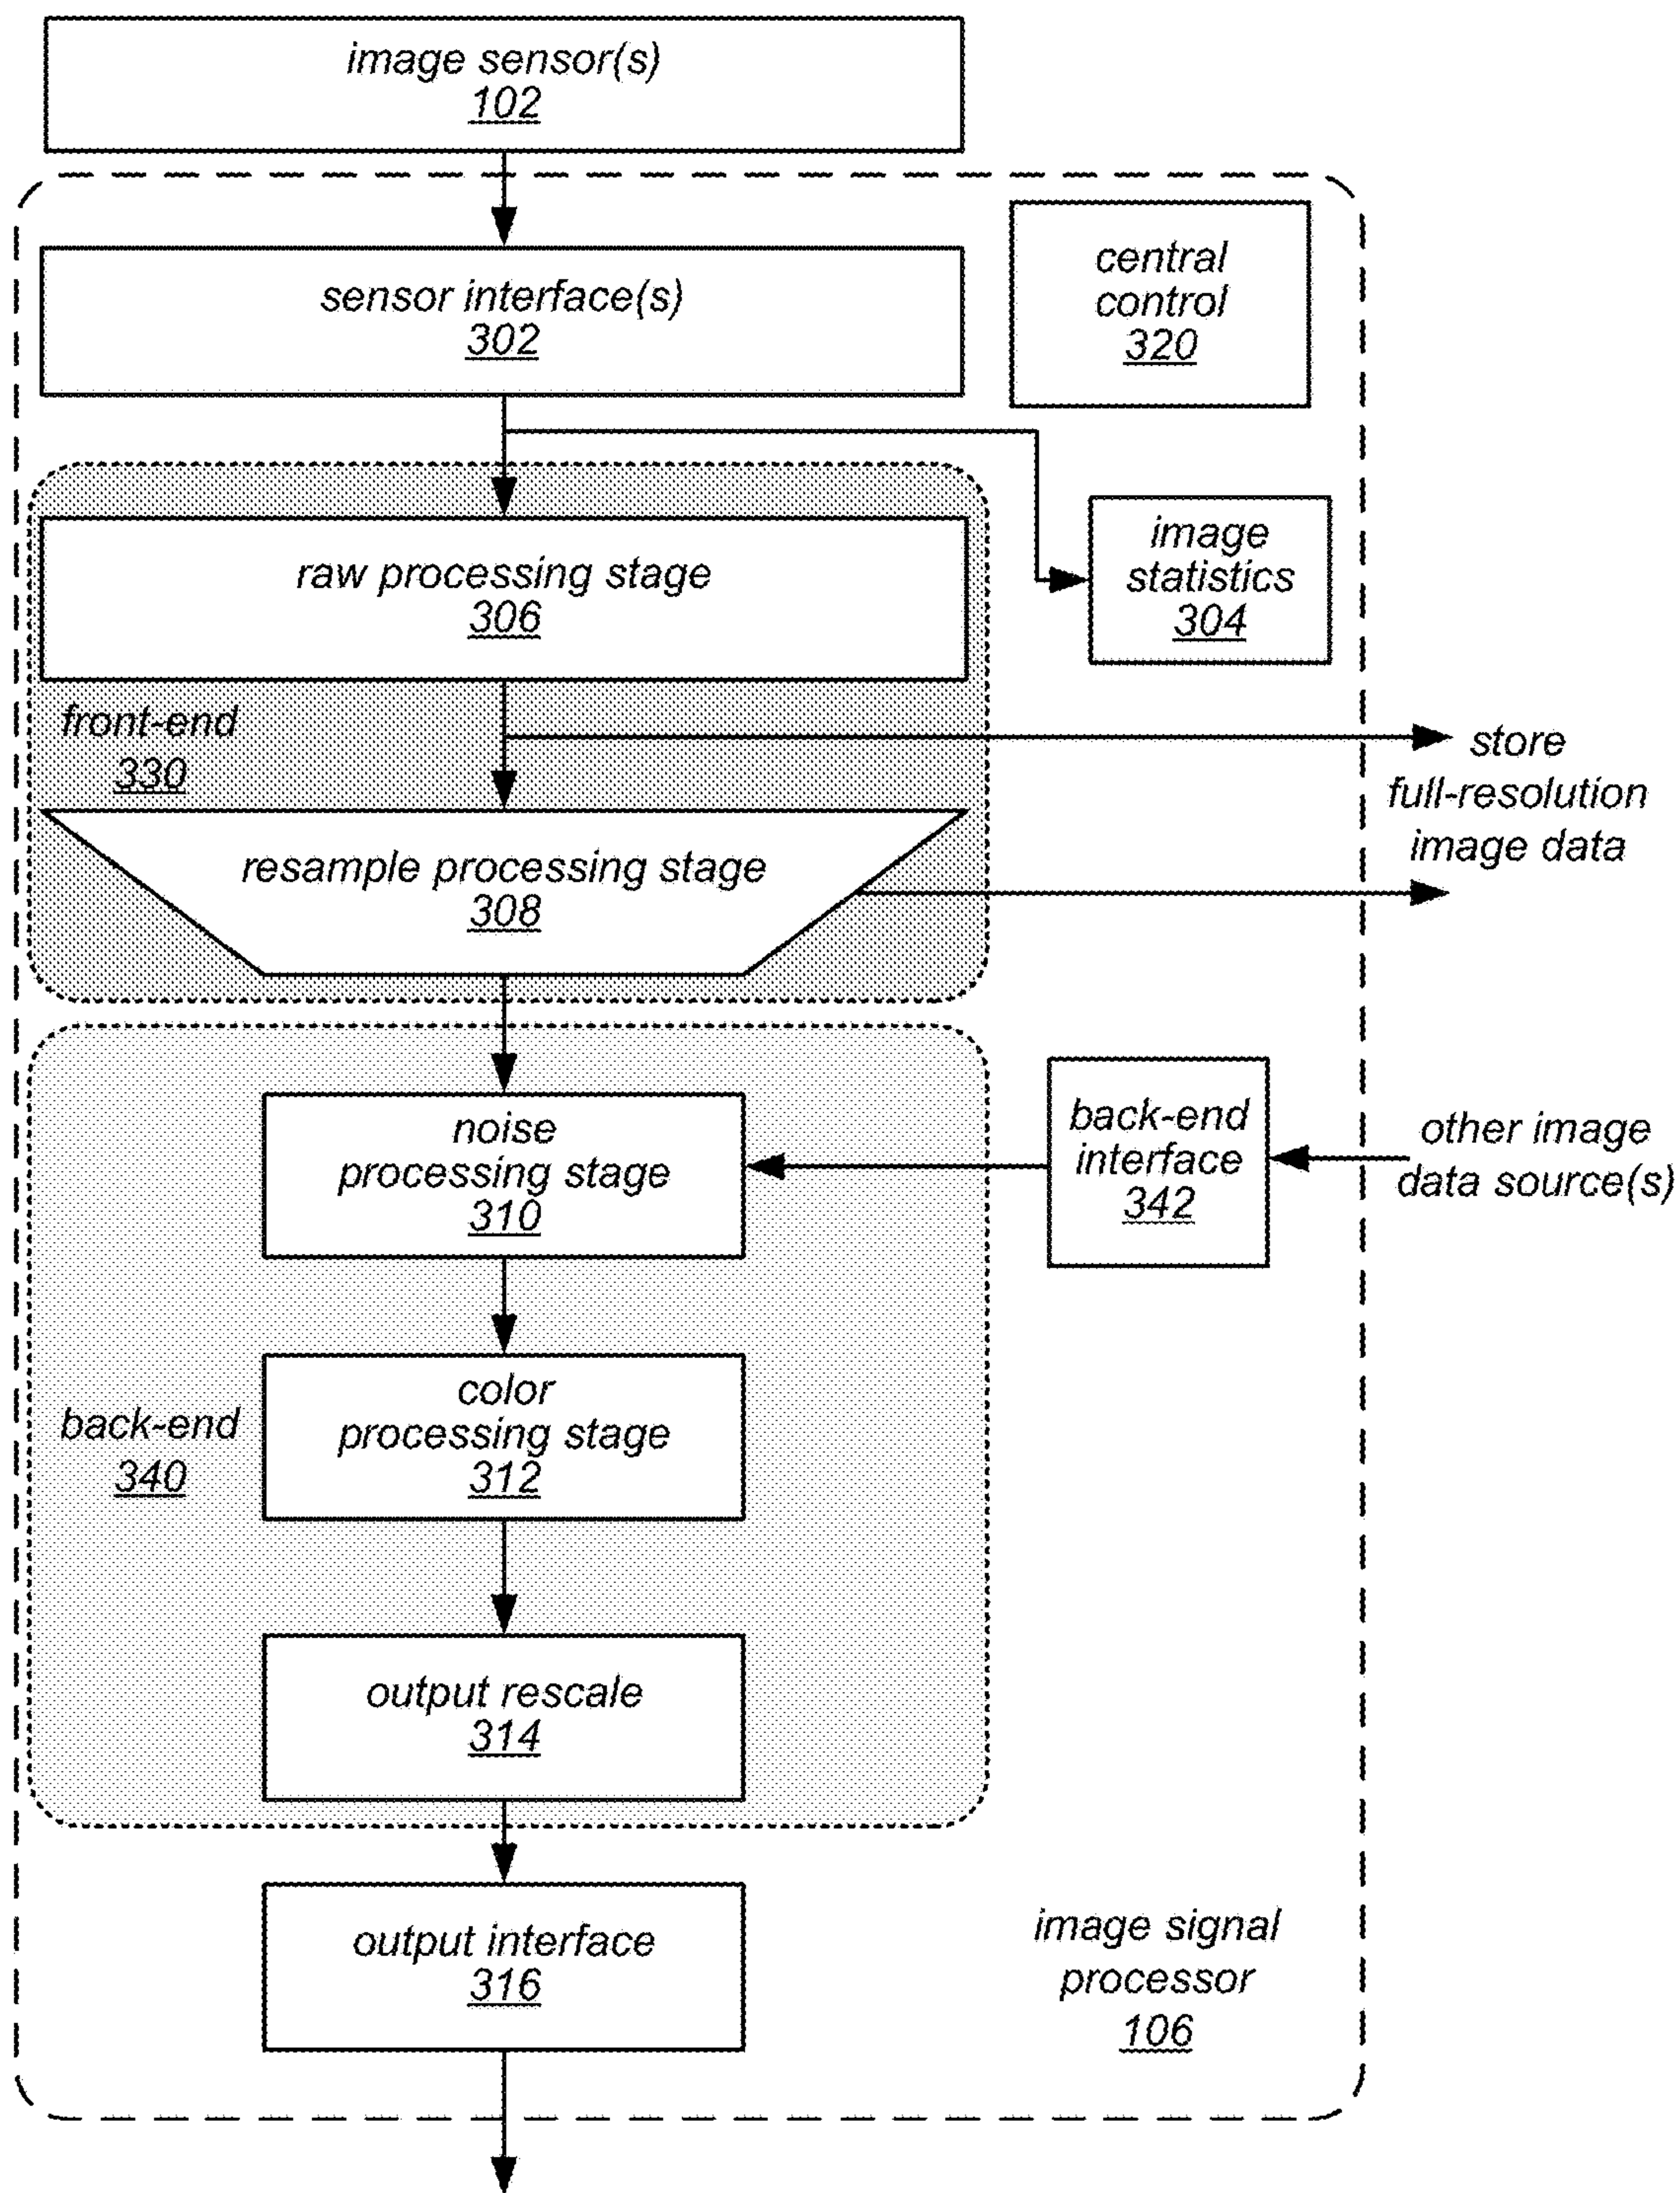 image sensor(s)
102
sensor interface(s)
302
central
control
320
raw processing stage
306
image
statistics
304
front-end
330
store
full-resolution
image data
resample processing stage
308
noise
processing stage
310
back-end
interface
342
other image
data source(s)
color
processing stage
312
back-end
340
output rescale
314
output interface
316
image signal
processor
106